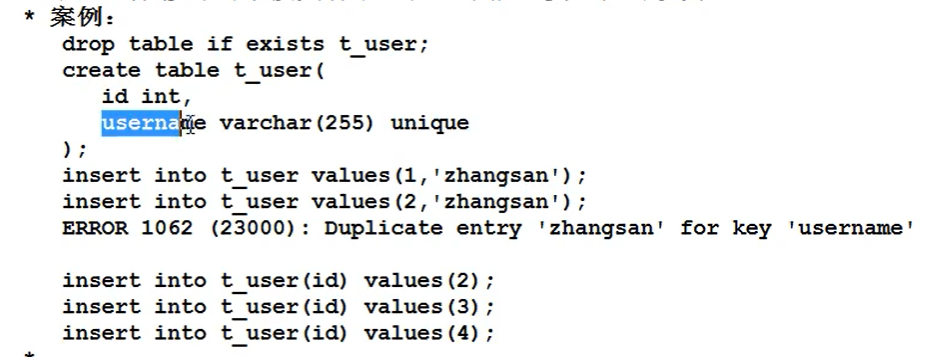 * 案例：
drop table if exists t_user;
create table t_user(
id int,
username varchar(255) unique
);
insert into t_user values(1,'zhangsan');
insert into t_user values(2,'zhangsan');
ERROR 1062 (23000): Duplicate entry 'zhangsan' for key 'username'
insert into t_user(id) values(2);
insert into t_user(id) values(3);
insert into t_user(id) values(4);
*